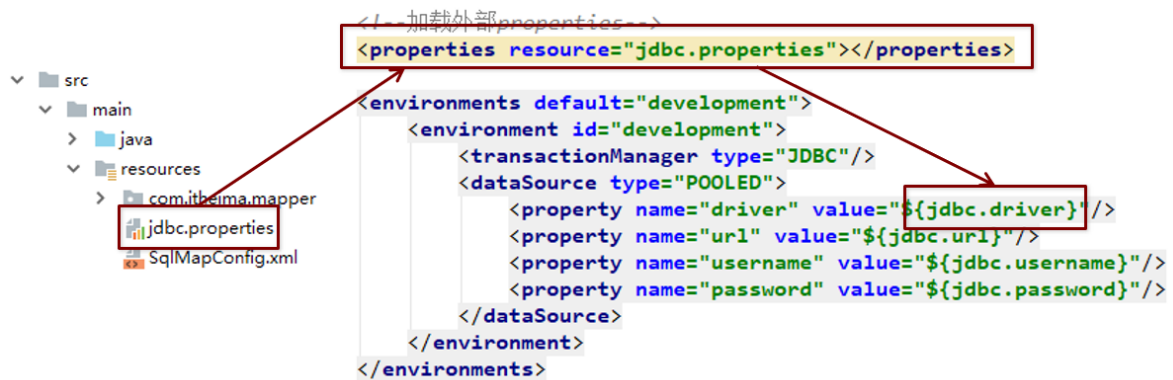 <!--加载外部properties-->
<properties resource="jdbc.properties"></properties>
src
main
java
resources
com.itheima.mapper
jdbc.properties
SqlMapConfig.xml
<environments default="development">
<environment id="development">
<transactionManager type="JDBC"/>
<dataSource type="POOLED">
<property name="driver" value="${jdbc.driver}"/>
<property name="url" value="${jdbc.url}"/>
<property name="username" value="${jdbc.username}"/>
<property name="password" value="${jdbc.password}"/>
</dataSource>
</environment>
</environments>